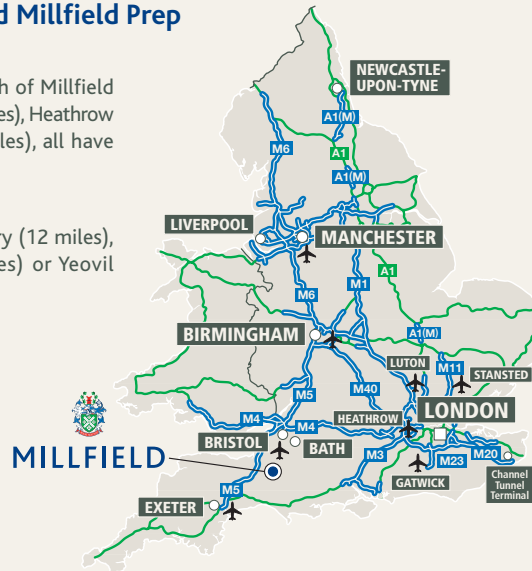 d Millfield Prep
h of Millfield
es), Heathrow
les), all have
ry (12 miles),
es) or Yeovil
NEWCASTLE-
UPON-TYNE
A1(M)
M6
A1
A1(M)
LIVERPOOL
MANCHESTER
A1
M6
M1
BIRMINGHAM
A1(M)
LUTON
M11
STANSTED
M5
M40
M4
M4
HEATHROW
LONDON
BRISTOL
BATH
MILLFIELD
M3
M23
M20
GATWICK
Channel
Tunnel
Terminal
M5
EXETER